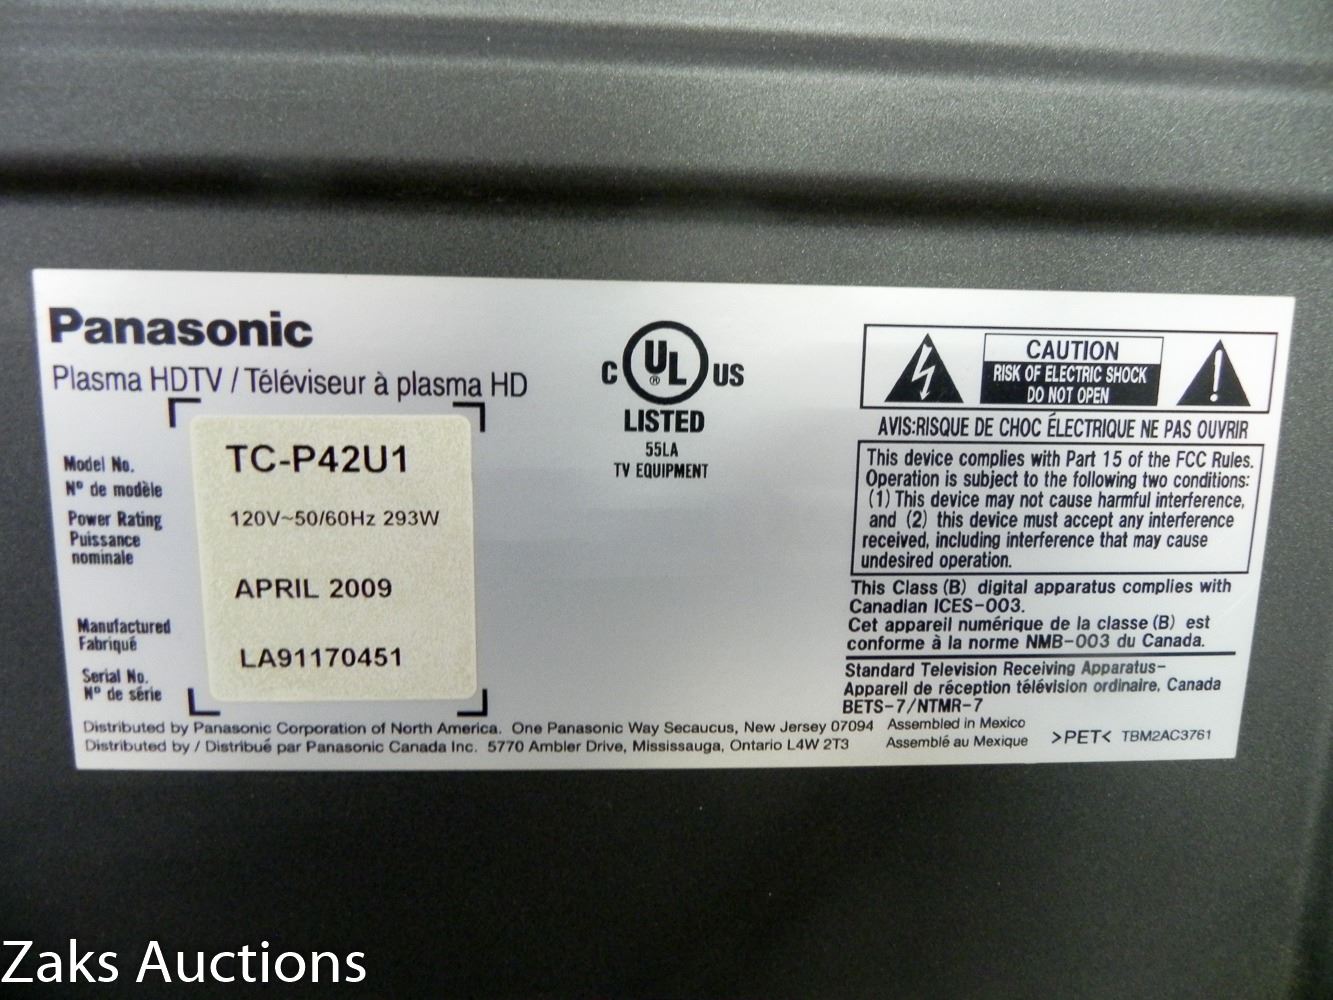 Panasonic
Plasma HDTV / Téléviseur à plasma HD
Model No.
N° de modèle
TC-P42U1
Power Rating
Puissance
nominale
120V~50/60Hz 293W
APRIL 2009
Manufactured
Fabriqué
LA91170451
Serial No.
N° de série
C UL ® US
LISTED
55LA
TV EQUIPMENT
CAUTION
RISK OF ELECTRIC SHOCK
DO NOT OPEN
AVIS:RISQUE DE CHOC ÉLECTRIQUE NE PAS OUVRIR
This device complies with Part 15 of the FCC Rules.
Operation is subject to the following two conditions:
(1) This device may not cause harmful interference,
and (2) this device must accept any interference
received, including interference that may cause
undesired operation.
This Class (B) digital apparatus complies with
Canadian ICES-003.
Cet appareil numérique de la classe (B) est
conforme à la norme NMB-003 du Canada.
Standard Television Receiving Apparatus-
Appareil de réception télévision ordinaire, Canada
BETS-7/NTMR-7
Distributed by Panasonic Corporation of North America. One Panasonic Way Secaucus, New Jersey 07094
Distributed by / Distribué par Panasonic Canada Inc. 5770 Ambler Drive, Mississauga, Ontario L4W 2T3
Assembled in Mexico
Assemblé au Mexique
>PET< TBM2AC3761
Zaks Auctions